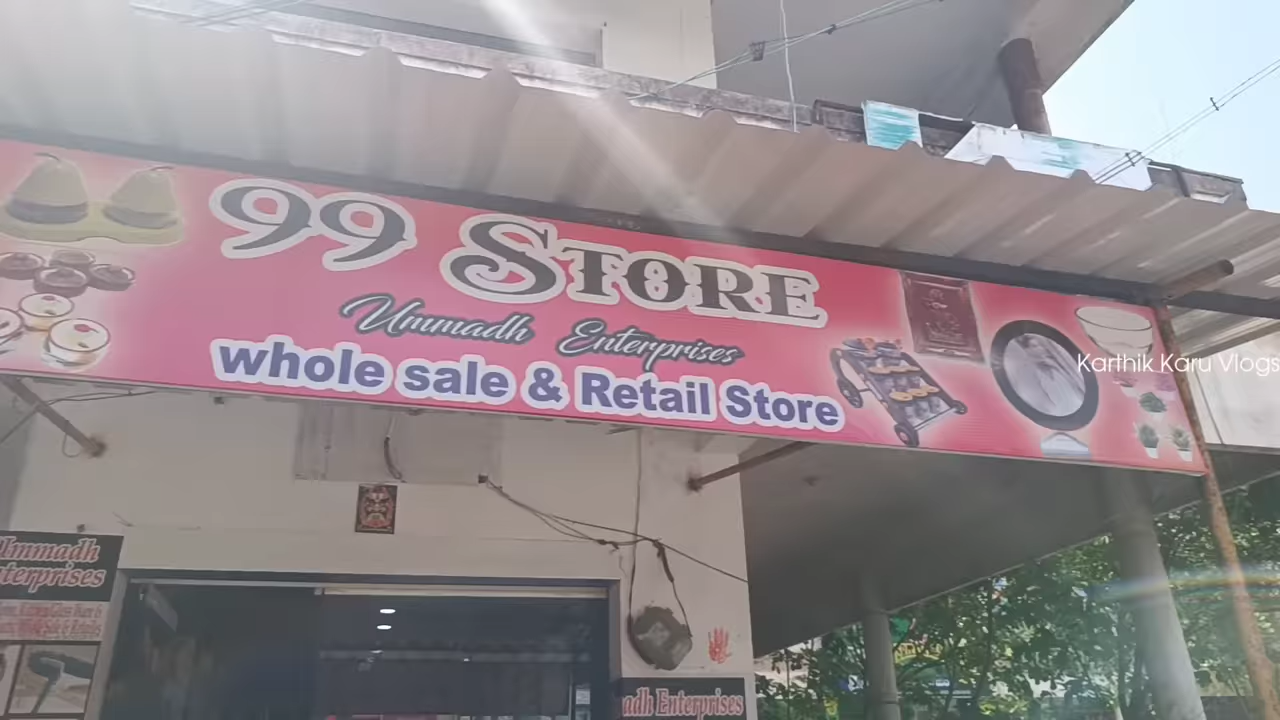 99 STORE
Ummadh Enterprises
whole sale & Retail Store
Karthik Karu Vlogs
Ummadh
Enterprises
adh Enterprises